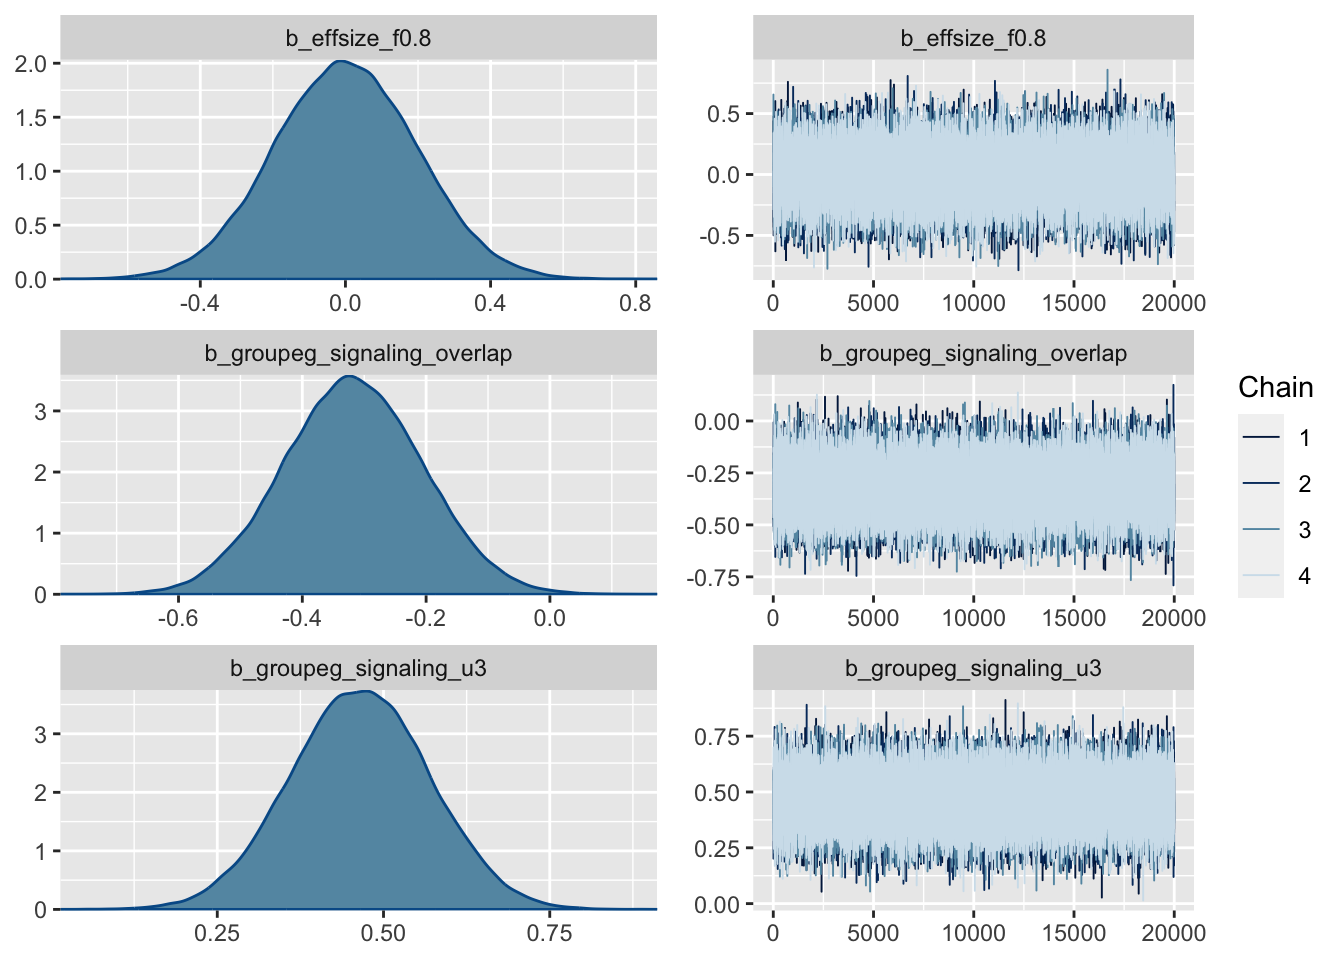 b_effsize_f0.8
2.0
1.5
1.0
0.5
0.0
-0.4 0.0 0.4 0.8
b_effsize_f0.8
0.5
0.0
-0.5
0 5000 10000 15000 20000
b_groupeg_signaling_overlap
3
2
1
0
-0.6 -0.4 -0.2 0.0
b_groupeg_signaling_overlap
0.00
-0.25
-0.50
-0.75
0 5000 10000 15000 20000
b_groupeg_signaling_u3
3
2
1
0
0.25 0.50 0.75
b_groupeg_signaling_u3
0.75
0.50
0.25
0.00
0 5000 10000 15000 20000
Chain
1
2
3
4